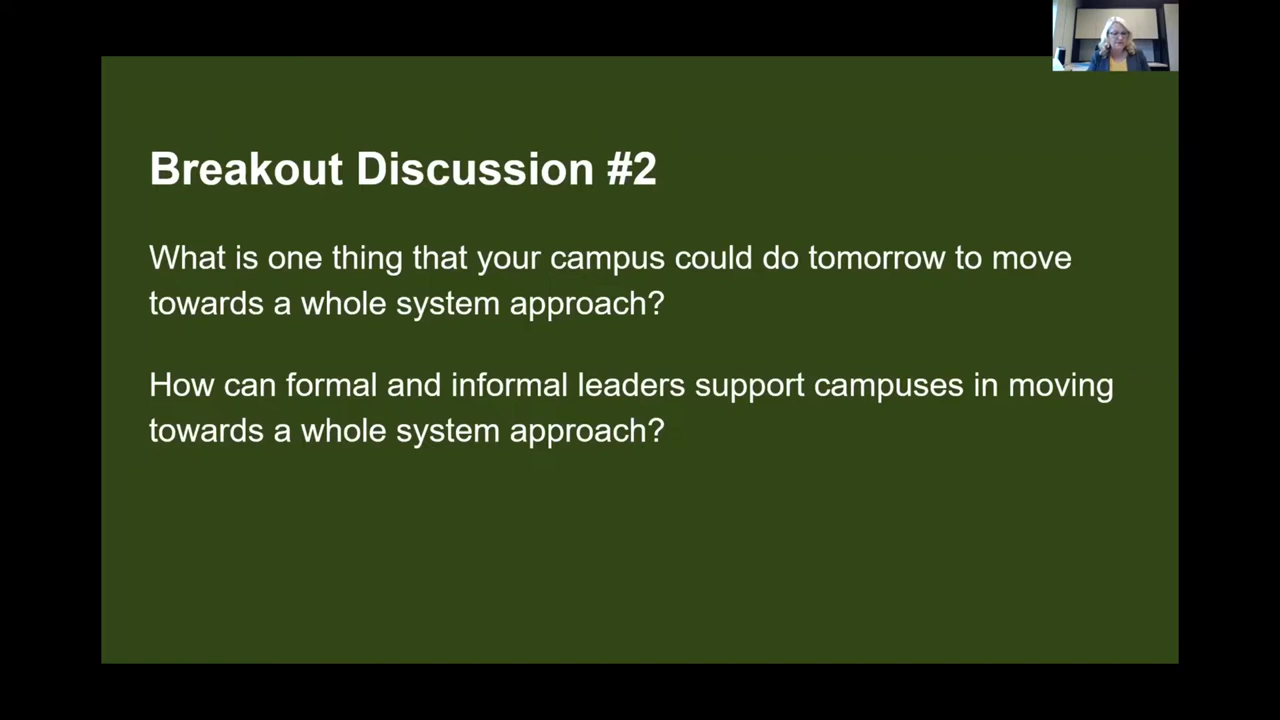 Breakout Discussion #2
What is one thing that your campus could do tomorrow to move
towards a whole system approach?
How can formal and informal leaders support campuses in moving
towards a whole system approach?